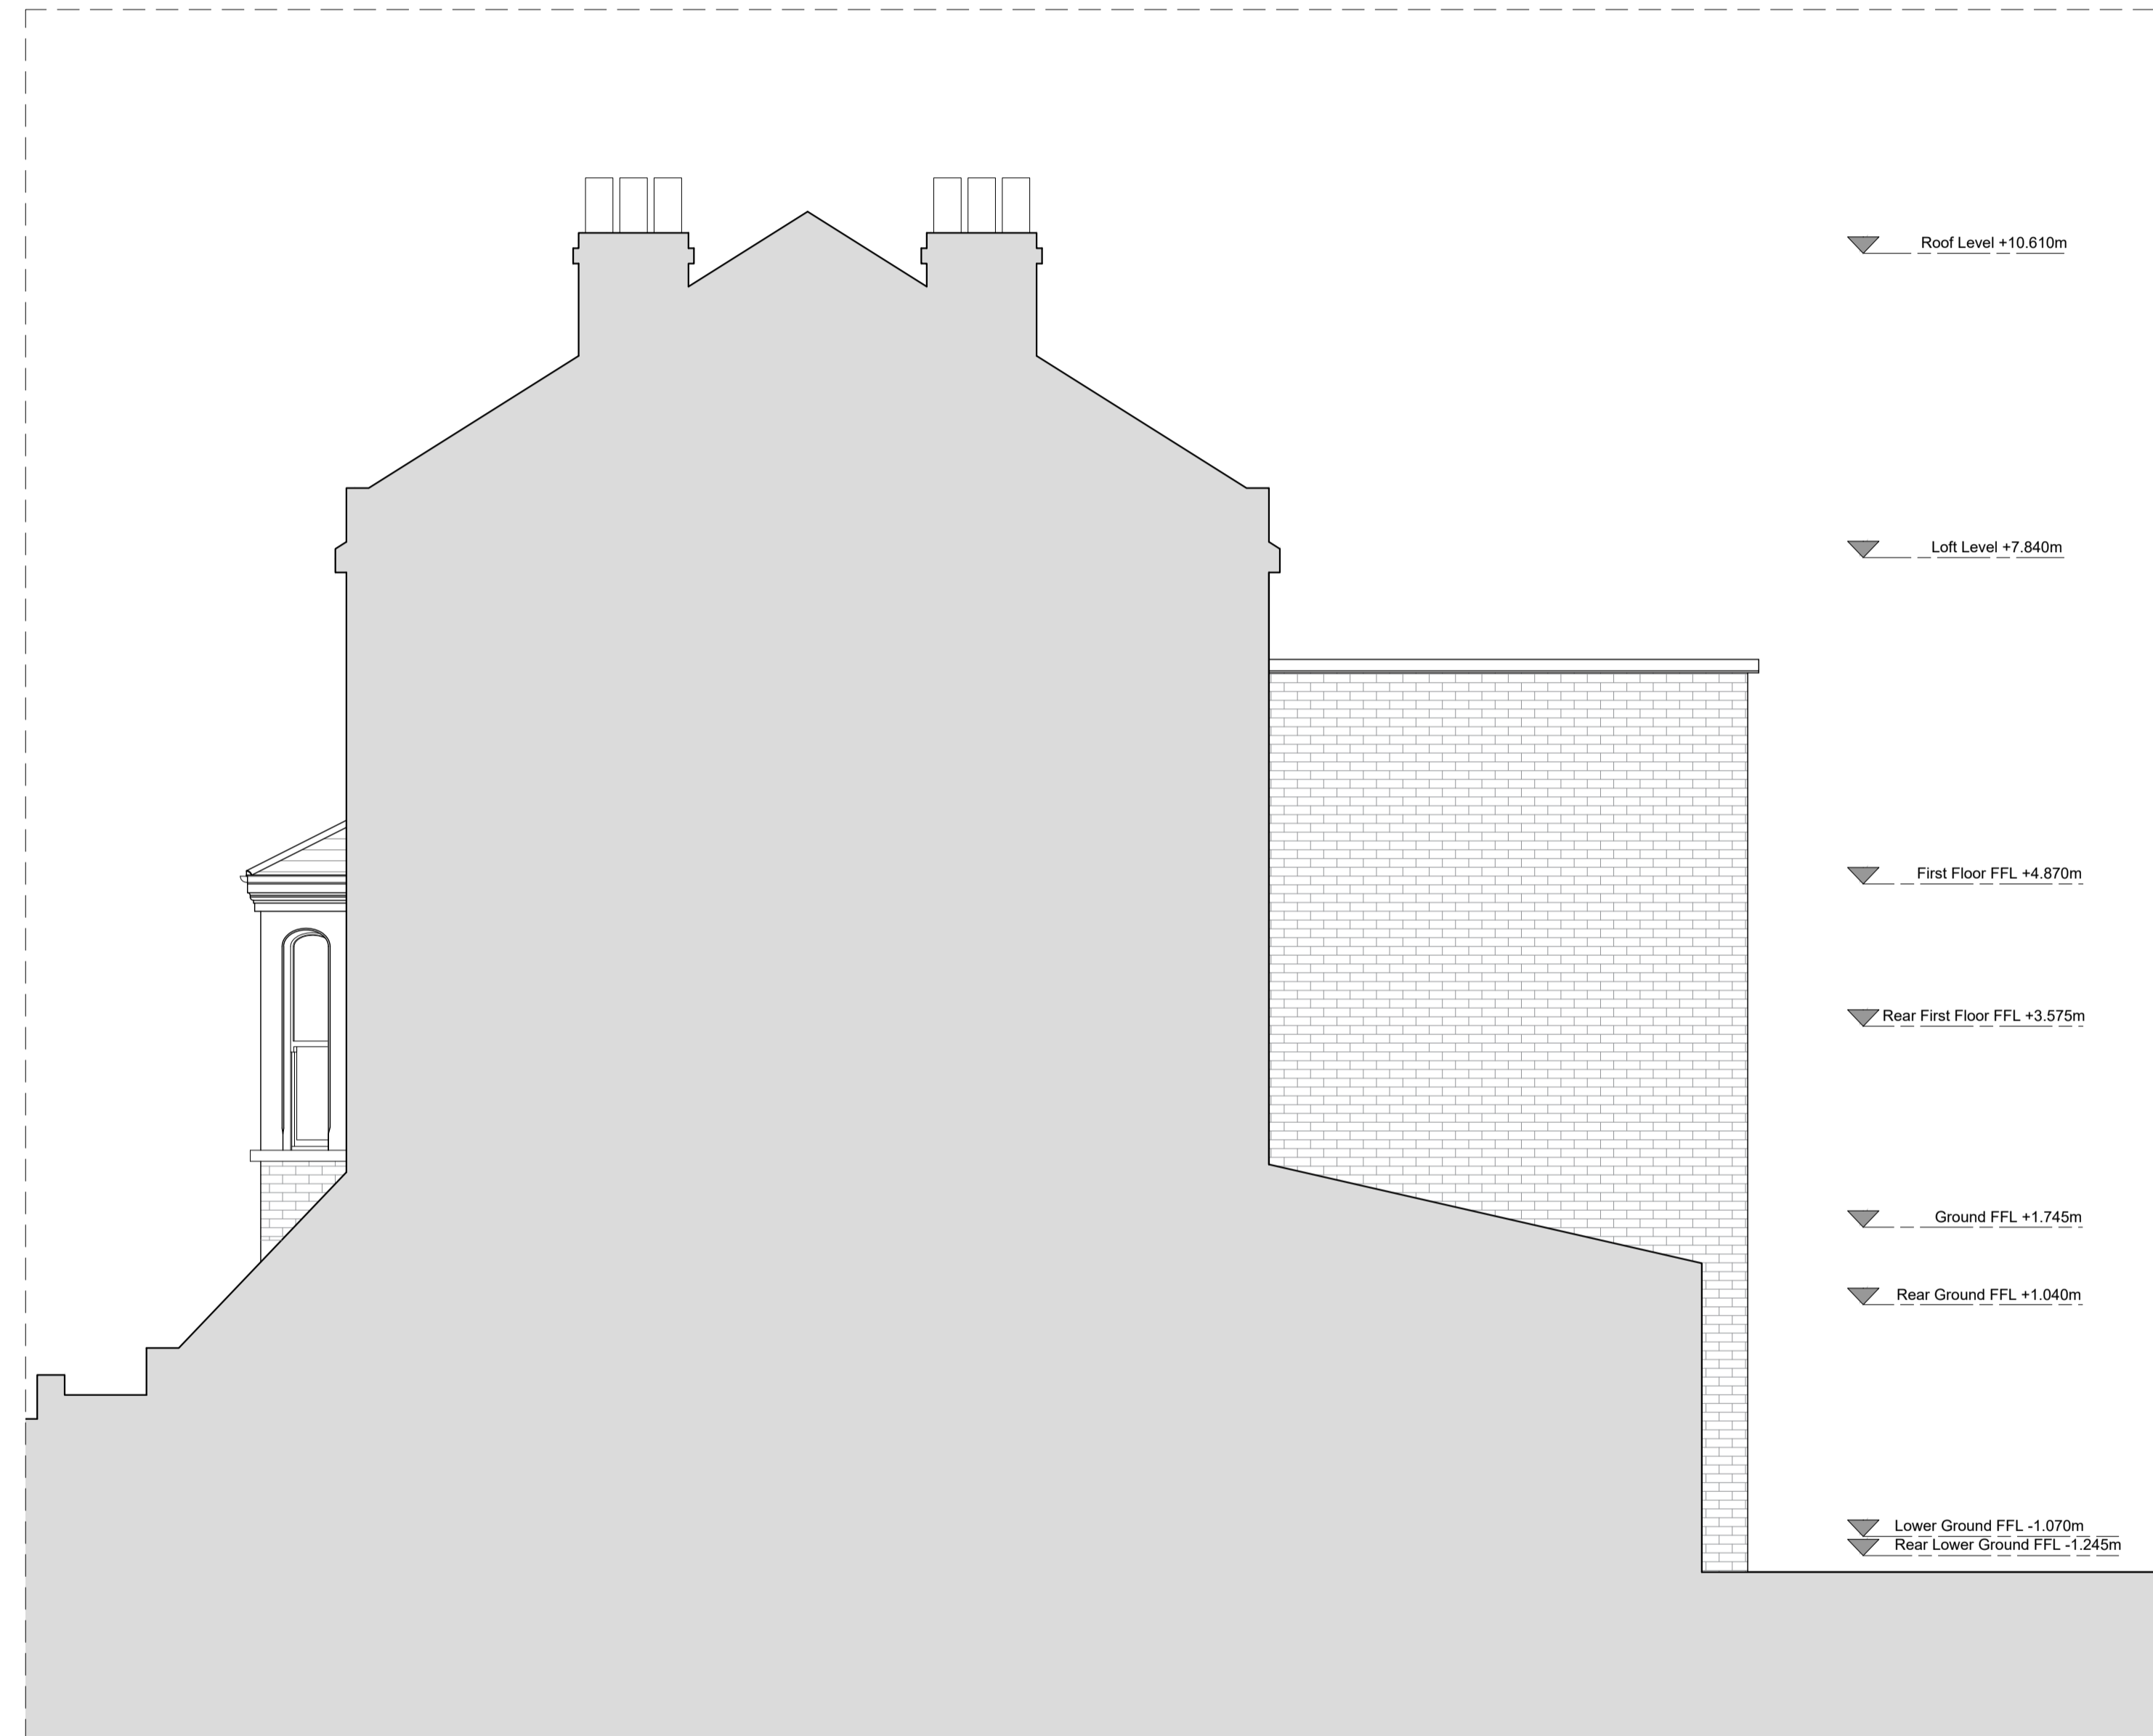 Roof Level +10.610m
Loft Level +7.840m
First Floor FFL +4.870m
Rear First Floor FFL +3.575m
Ground FFL +1.745m
Rear Ground FFL +1.040m
Lower Ground FFL -1.070m
Rear Lower Ground FFL -1.245m